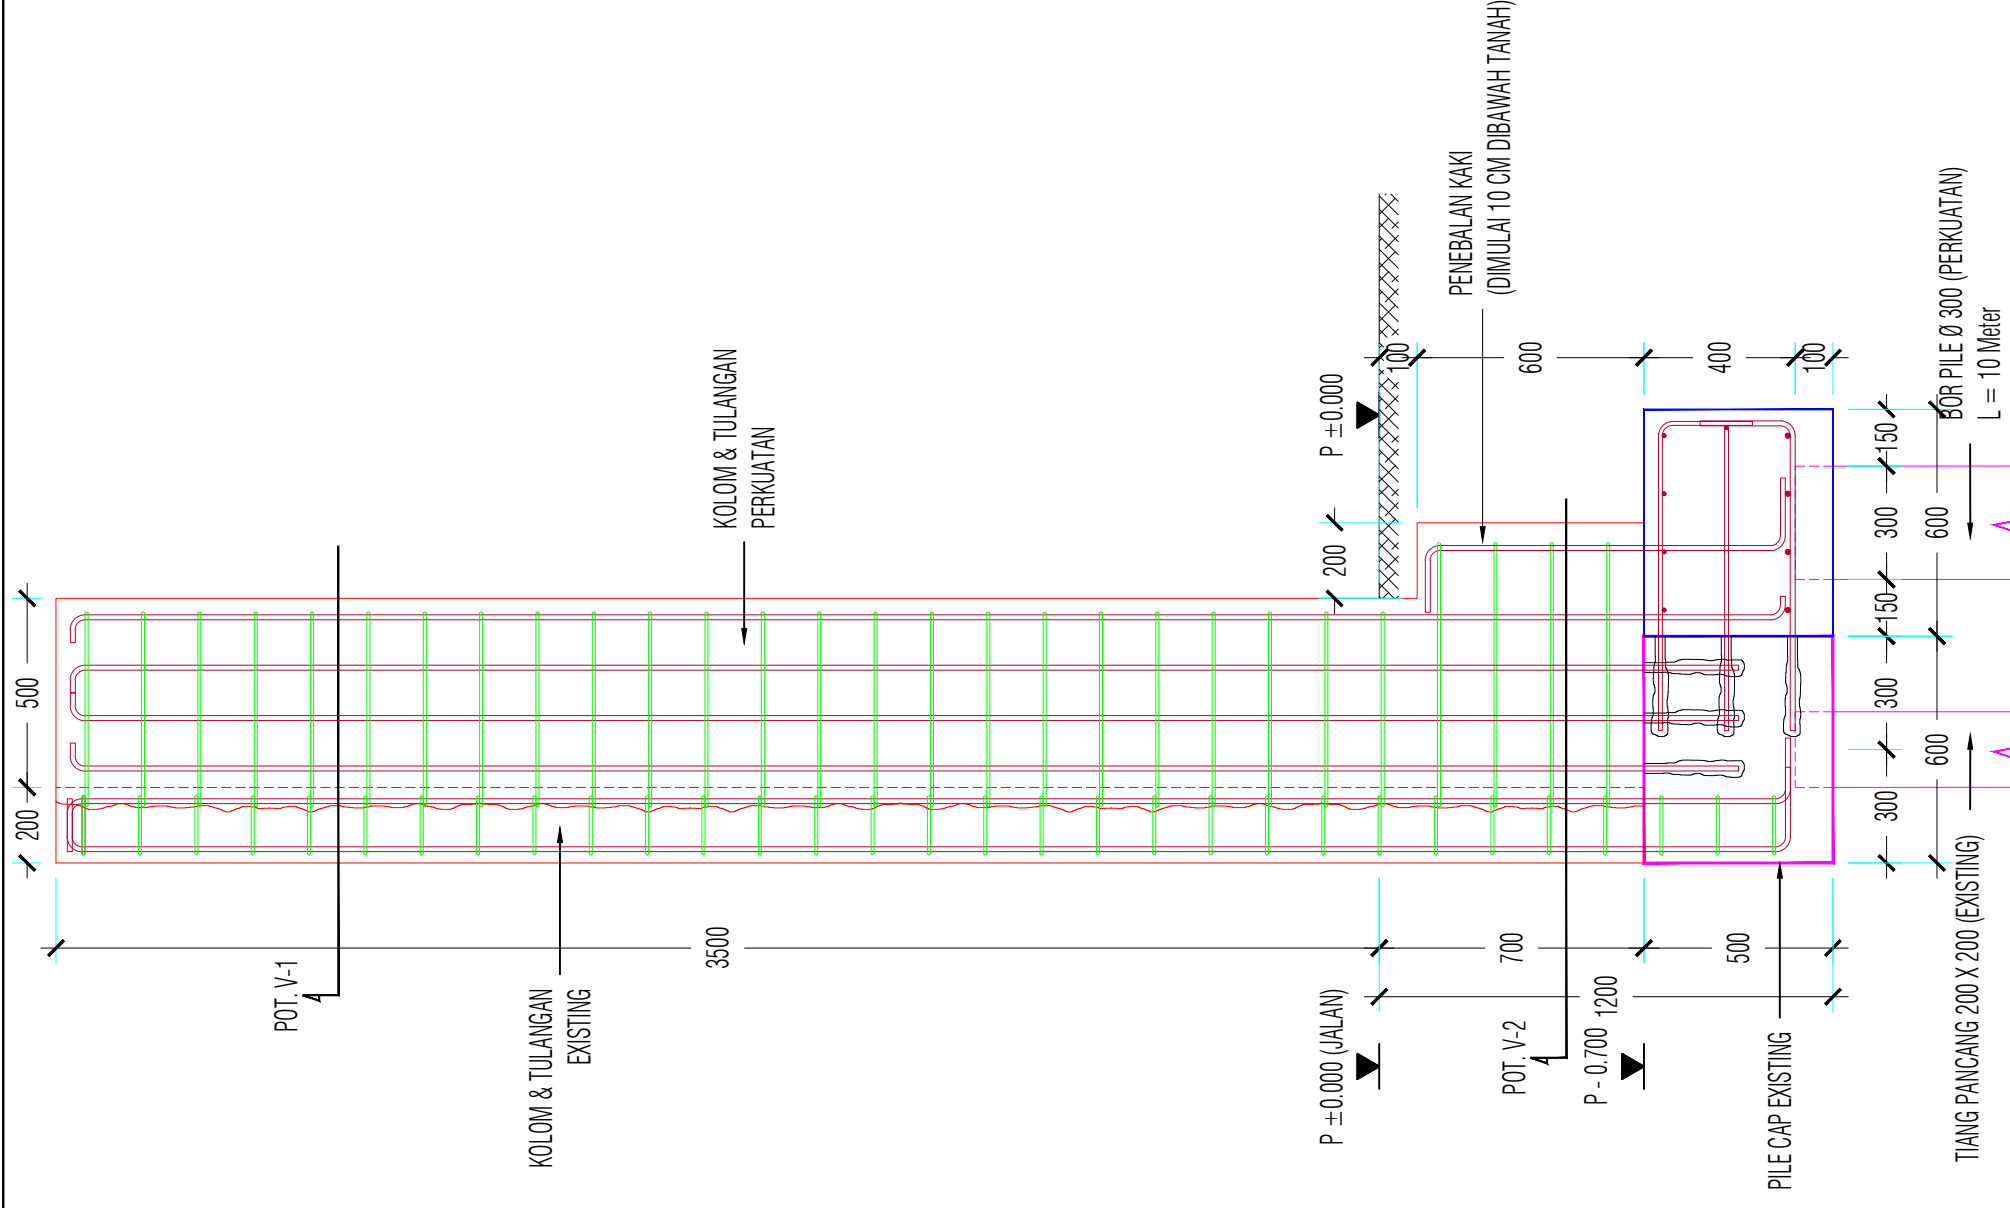 200
500
POT. V-1
KOLOM & TULANGAN
EXISTING
KOLOM & TULANGAN
PERKUATAN
3500
P ±0.000 (JALAN)
P ±0.000
200
100
600
400
100
PENEBALAN KAKI
(DIMULAI 10 CM DIBAWAH TANAH)
700
500
1200
POT. V-2
P - 0.700
PILE CAP EXISTING
300
300
150
300
150
600
600
TIANG PANCANG 200 X 200 (EXISTING)
BOR PILE Ø 300 (PERKUATAN)
L = 10 Meter